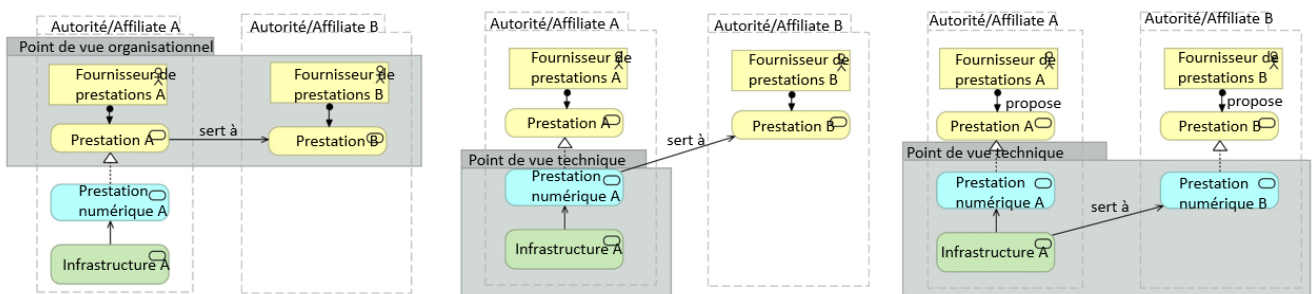 Autorité/Affiliate A
Autorité/Affiliate B
Point de vue organisationnel
Fournisseur de
prestations A
Fournisseur de
prestations B
Prestation A
sert à
Prestation B
Prestation
numérique A
Infrastructure A
Autorité/Affiliate A
Autorité/Affiliate B
Fournisseur de
prestations A
Fournisseur de
prestations B
Prestation A
Prestation B
sert à
Point de vue technique
Prestation
numérique A
Infrastructure A
Autorité/Affiliate A
Autorité/Affiliate B
Fournisseur de
prestations A
Fournisseur de
prestations B
propose
propose
Prestation A
Prestation B
Point de vue technique
Prestation
numérique A
Prestation
numérique B
sert à
Infrastructure A